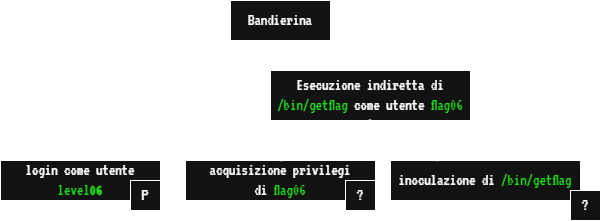 Bandierina
Esecuzione indiretta di
/bin/getflag come utente flag06
login come utente
level06
P
acquisizione privilegi
di flag06
?
inoculazione di /bin/getflag
?